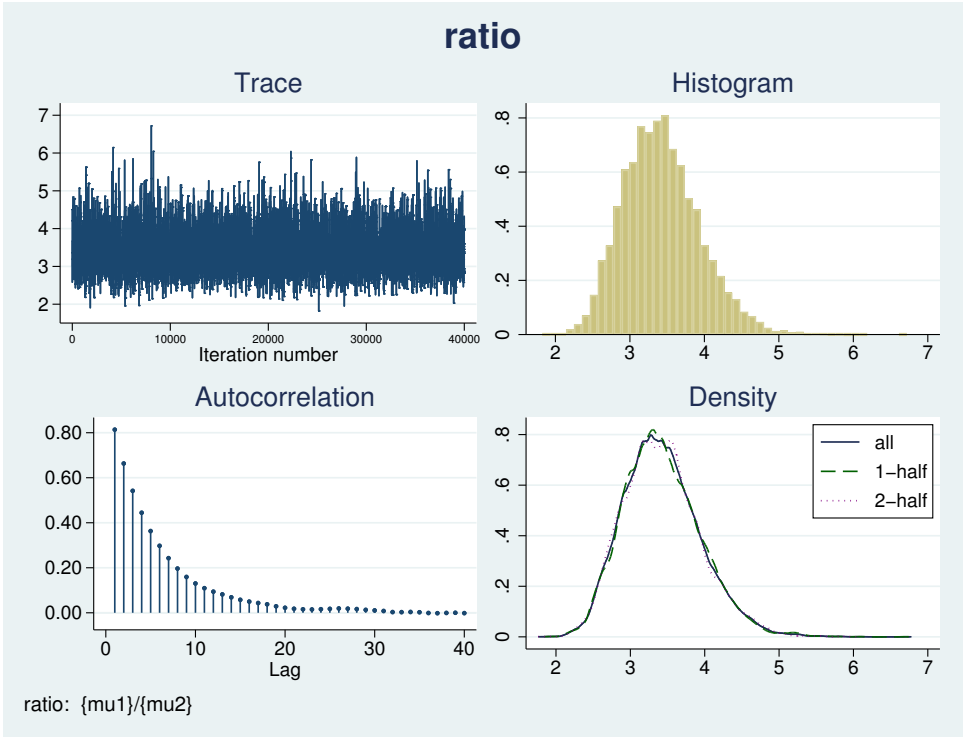 ratio
Trace
7
6
5
4
3
2
0 10000 20000 30000 40000
Iteration number
Histogram
.8
.6
.4
.2
0
2 3 4 5 6 7
Autocorrelation
0.80
0.60
0.40
0.20
0.00
0 10 20 30 40
Lag
Density
.8
.6
.4
.2
0
all
1−half
2−half
2 3 4 5 6 7
ratio: {mu1}/{mu2}